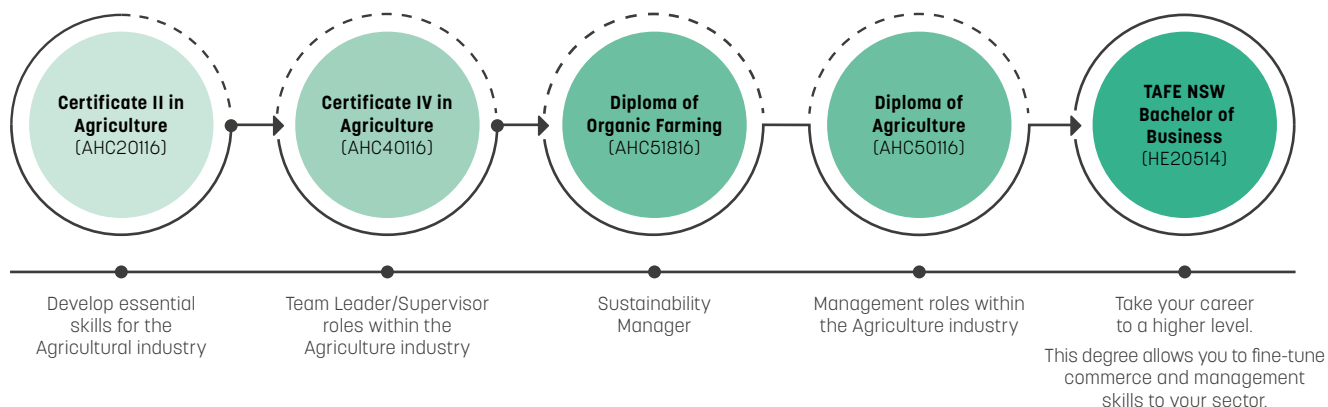 Certificate II in
Agriculture
(AHC20116)
Certificate IV in
Agriculture
(AHC40116)
Diploma of
Organic Farming
(AHC51816)
Diploma of
Agriculture
(AHC50116)
TAFE NSW
Bachelor of
Business
(HE20514)
Develop essential
skills for the
Agricultural industry
Team Leader/Supervisor
roles within the
Agriculture industry
Sustainability
Manager
Management roles within
the Agriculture industry
Take your career
to a higher level.
This degree allows you to fine-tune
commerce and management
skills to your sector.